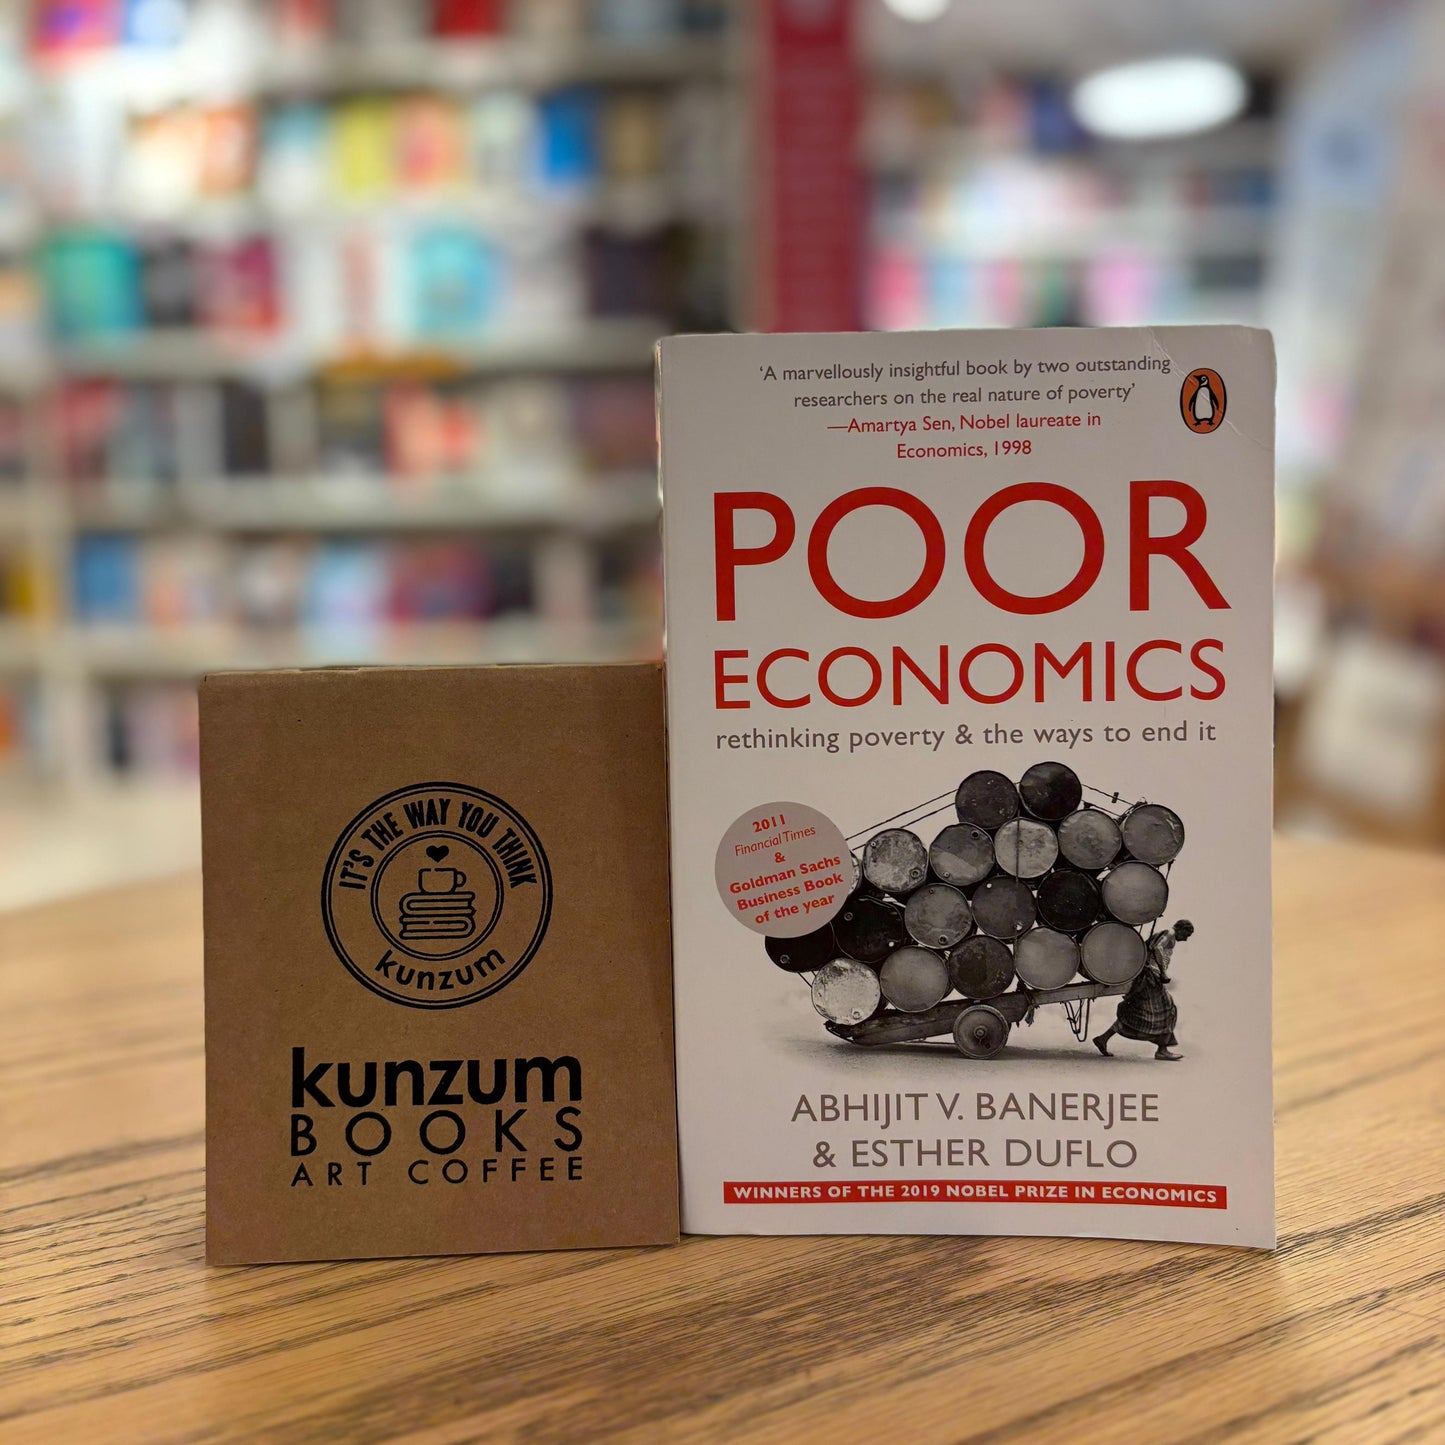 IT'S THE WAY YOU THINK
kunzum
kunzum
BOOKS
ART COFFEE
‘A marvellously insightful book by two outstanding
researchers on the real nature of poverty’
—Amartya Sen, Nobel laureate in
Economics, 1998
POOR
ECONOMICS
rethinking poverty & the ways to end it
2011
Financial Times
&
Goldman Sachs
Business Book
of the year
ABHIJIT V. BANERJEE
& ESTHER DUFLO
WINNERS OF THE 2019 NOBEL PRIZE IN ECONOMICS